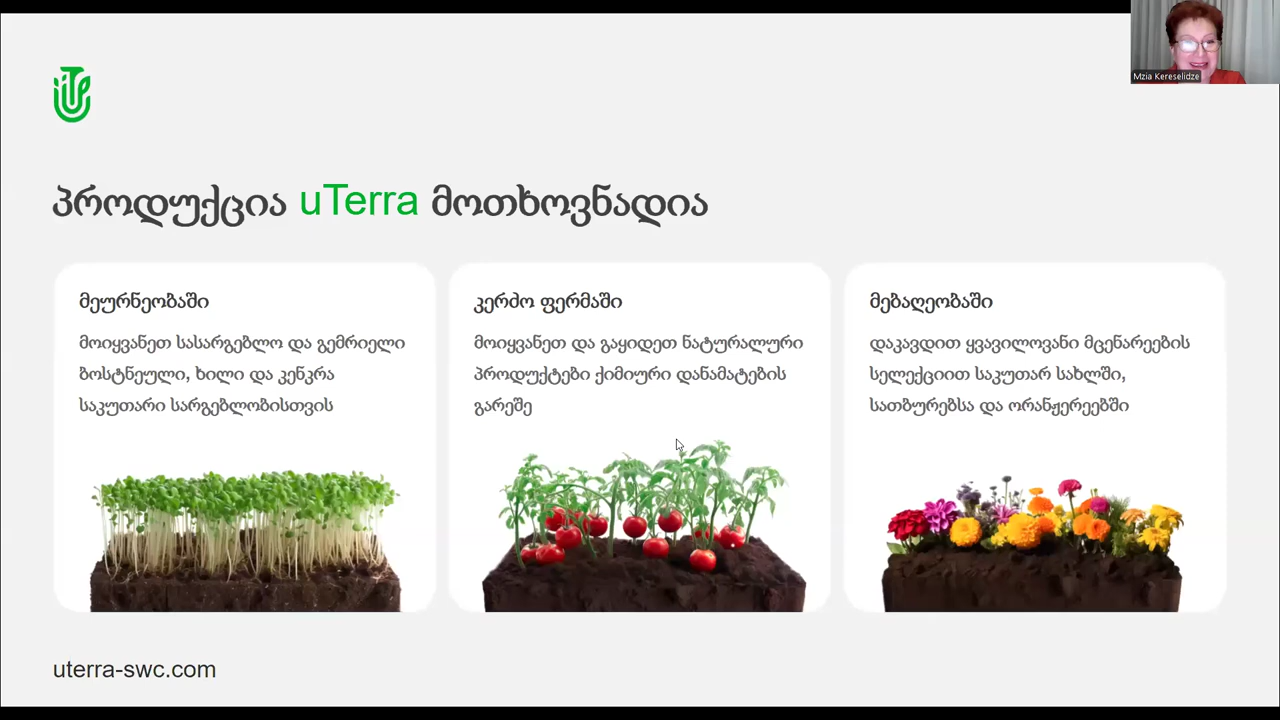 Mzia Kereselidze
პროდუქცია uTerra მოთხოვნადია
მეურნეობაში
მოიყვანეთ სასარგებლო და გემრიელი
ბოსტნეული, ხილი და კენკრა
საკუთარი სარგებლობისთვის
კერძო ფერმაში
მოიყვანეთ და გაყიდეთ ნატურალური
პროდუქტები ქიმიური დანამატების
გარეშე
მებაღეობაში
დაკავდით ყვავილოვანი მცენარეების
სელექციით საკუთარ სახლში,
სათბურებსა და ორანჟერეებში
uterra-swc.com